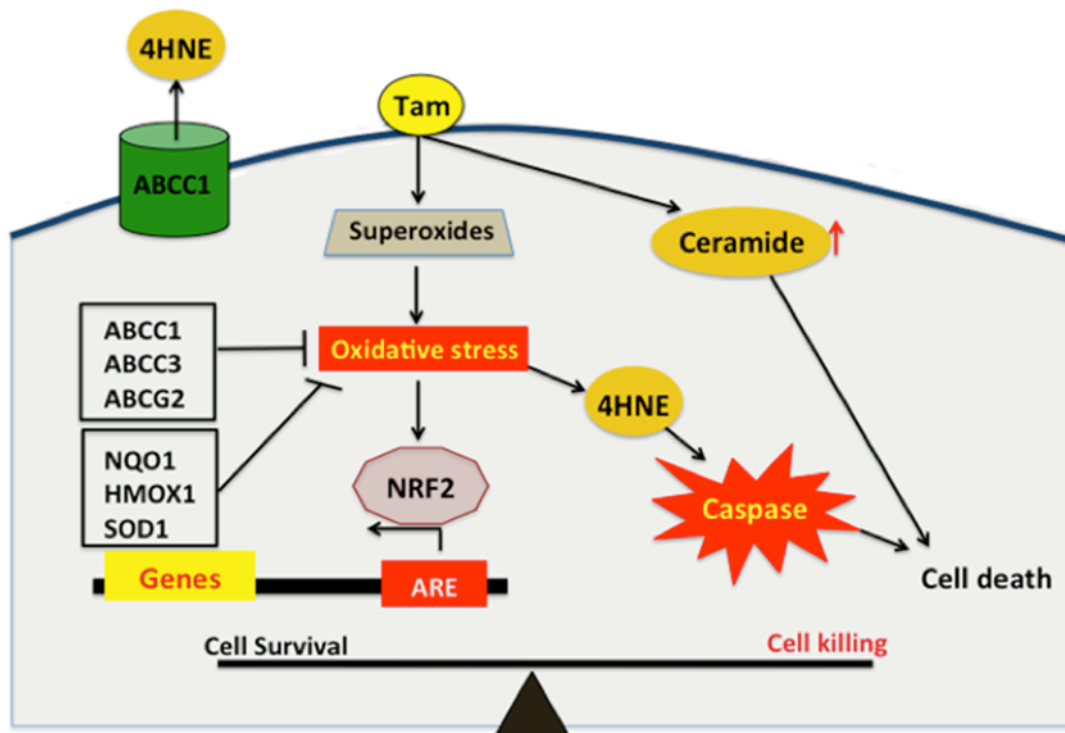 4HNE
Tam
ABCC1
Superoxides
Ceramide
ABCC1
ABCC3
ABCG2
Oxidative stress
4HNE
NQO1
HMOX1
SOD1
NRF2
Caspase
Genes
ARE
Cell death
Cell Survival
Cell killing